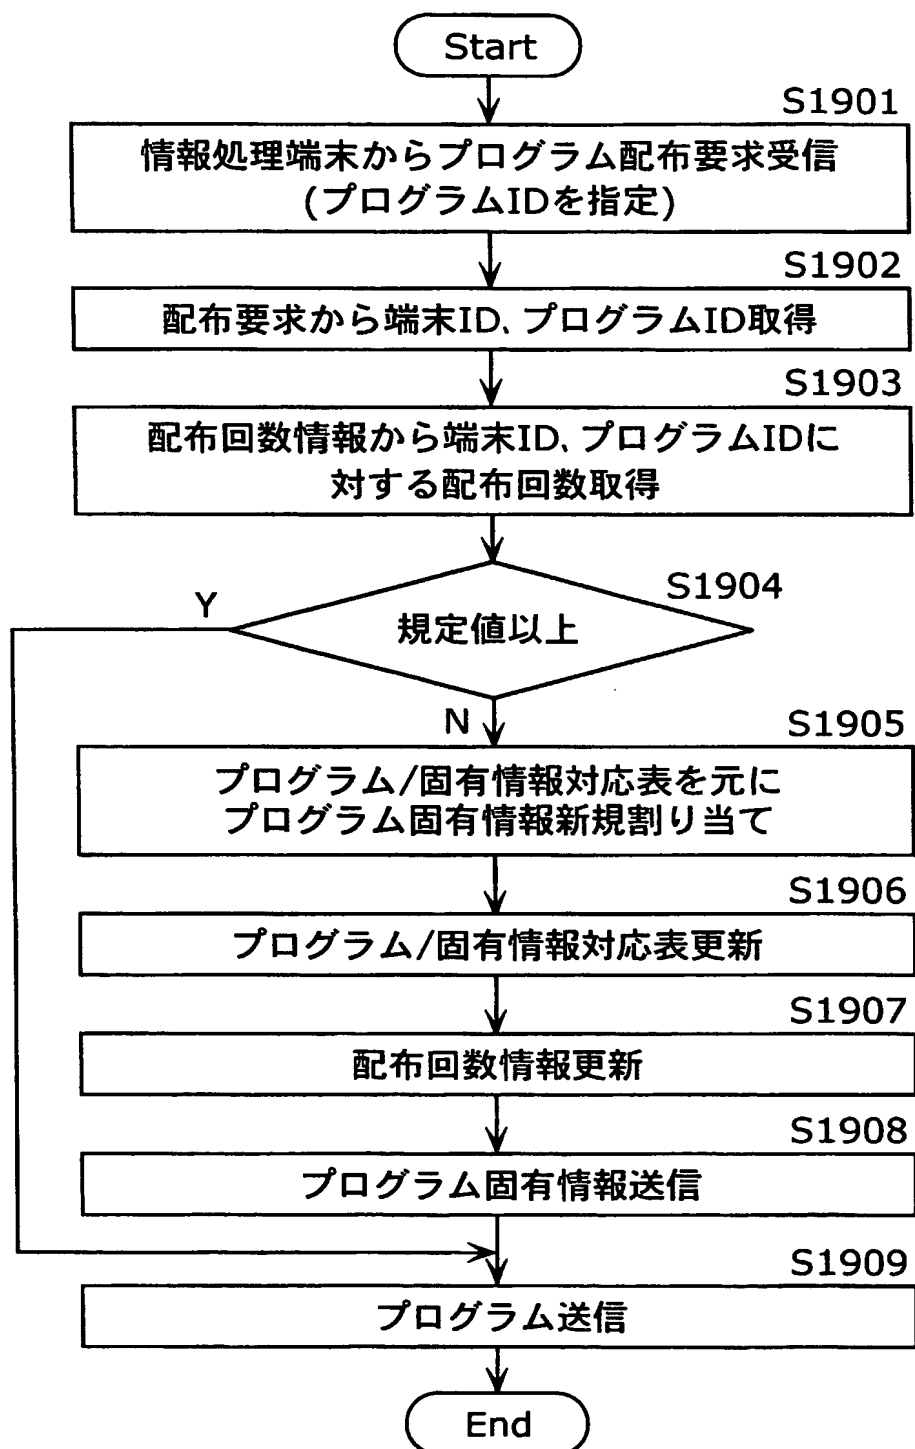 Start
S1901
情報処理端末からプログラム配布要求受信
(プログラムIDを指定)
S1902
配布要求から端末ID、プログラムID取得
S1903
配布回数情報から端末ID、プログラムIDに
対する配布回数取得
S1904
Y
規定値以上
N
S1905
プログラム/固有情報対応表を元に
プログラム固有情報新規割り当て
S1906
プログラム/固有情報対応表更新
S1907
配布回数情報更新
S1908
プログラム固有情報送信
S1909
プログラム送信
End